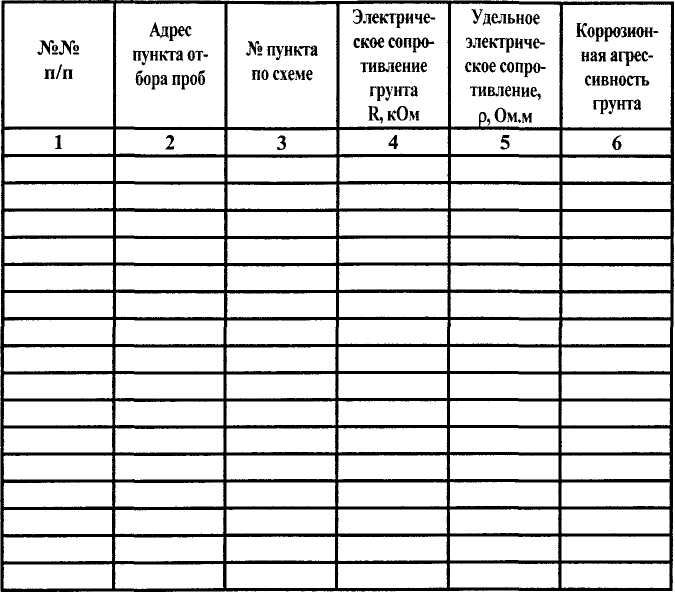 №№
п/п
Адрес
пункта от-
бора проб
№ пункта
по схеме
Электриче-
ское сопро-
тивление
грунта
R, кОм
Удельное
электриче-
ское сопро-
тивление,
ρ, Ом.м
Коррозион-
ная агрес-
сивность
грунта
1 2 3 4 5 6